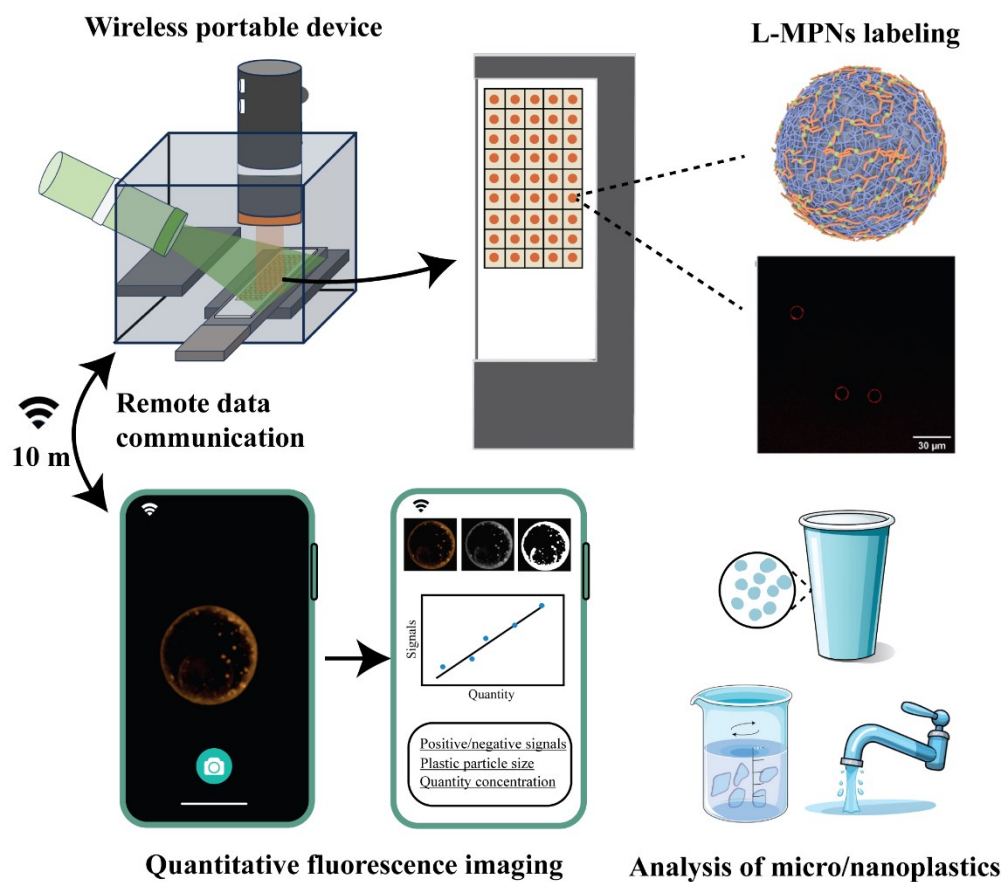 Wireless portable device
L-MPNs labeling
30 μm
Remote data
communication
10 m
Signals
Quantity
Positive/negative signals
Plastic particle size
Quantity concentration
Quantitative fluorescence imaging
Analysis of micro/nanoplastics